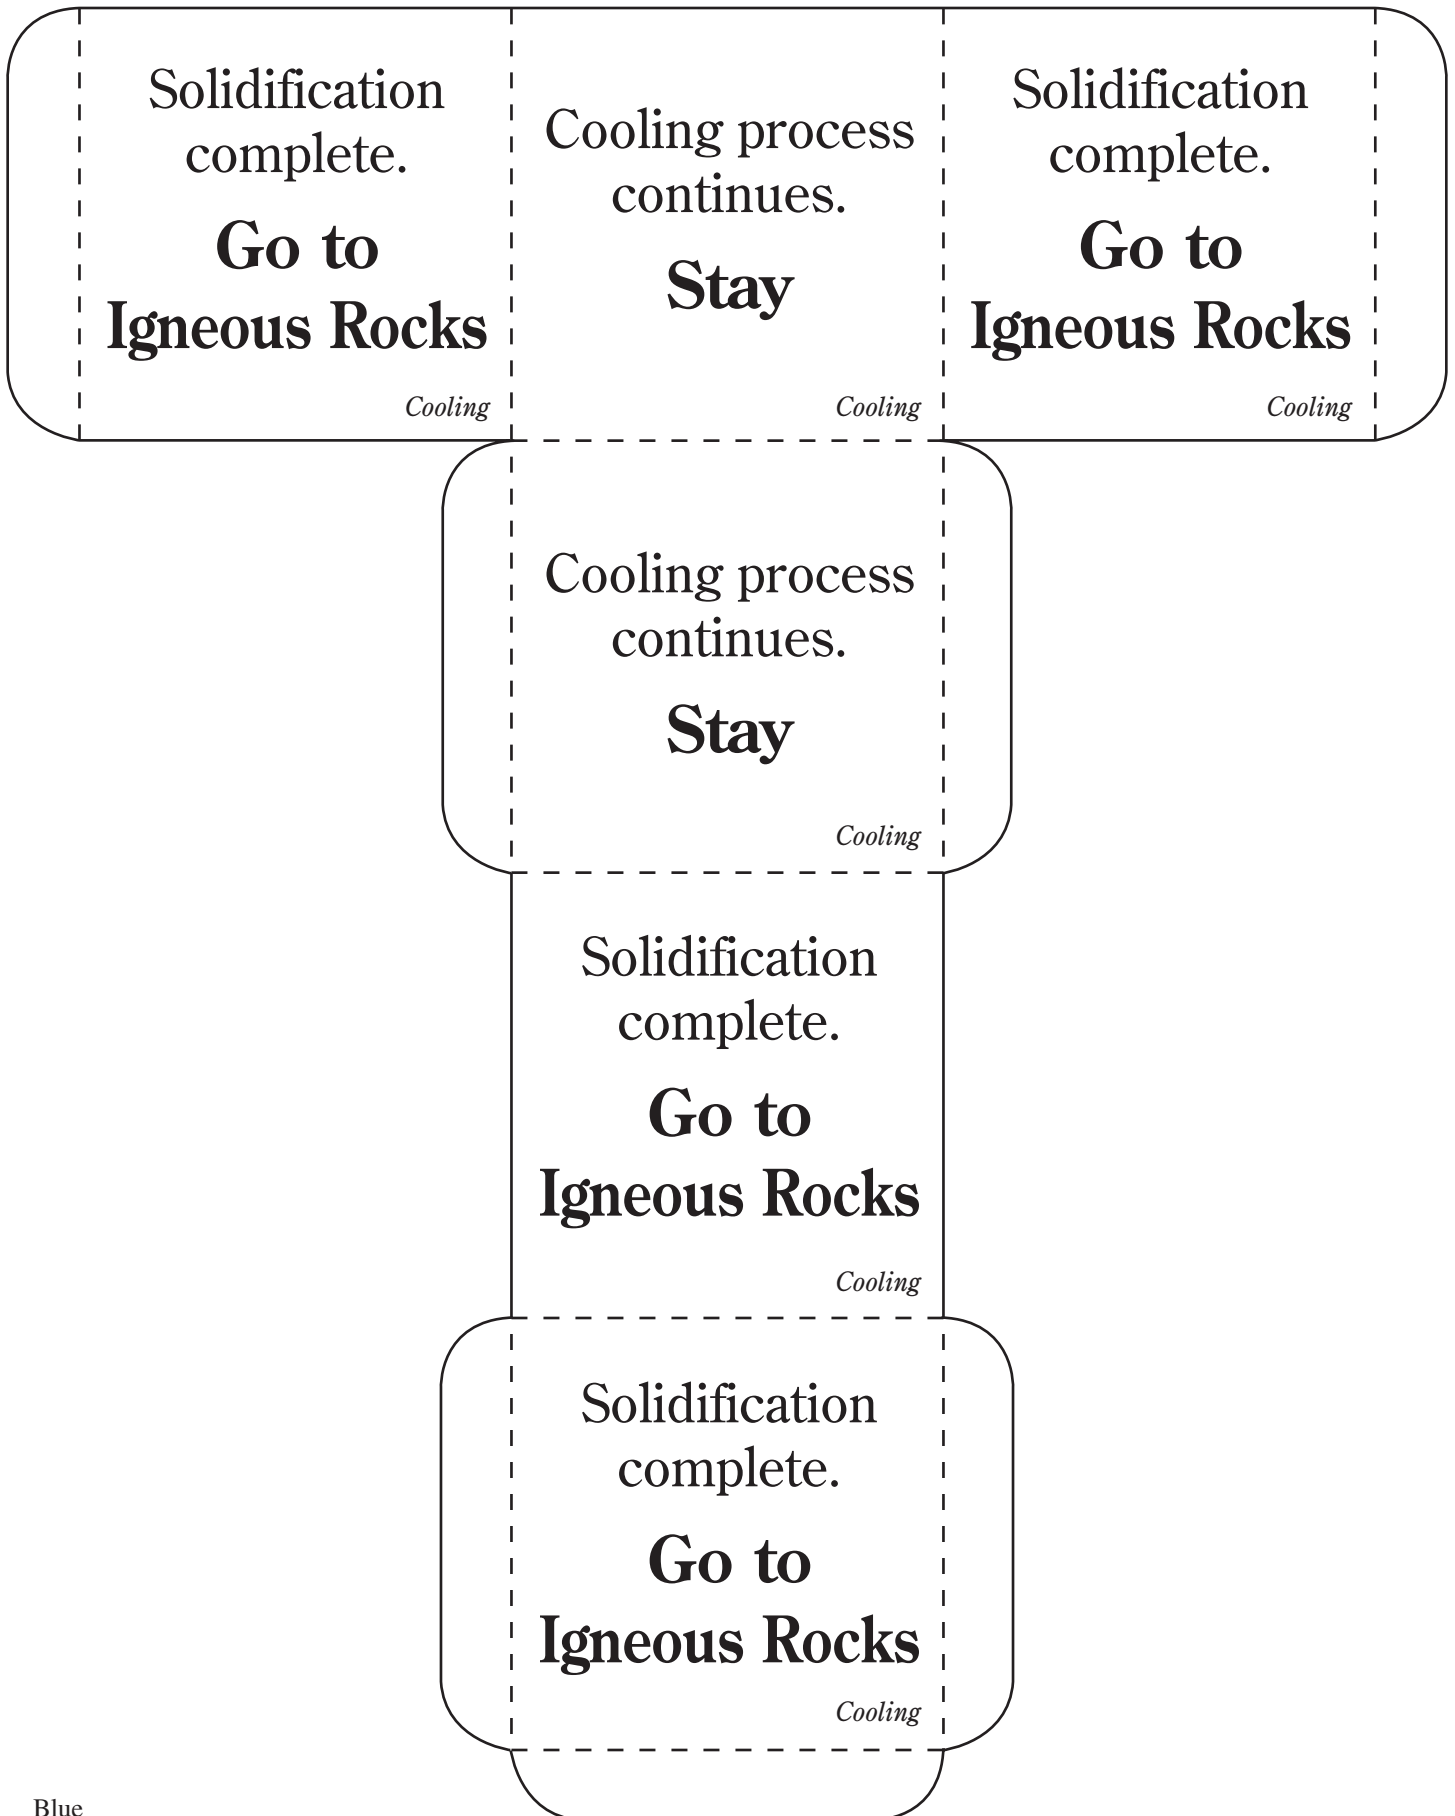 Solidification
complete.
Go to
Igneous Rocks
Cooling
Cooling process
continues.
Stay
Cooling
Solidification
complete.
Go to
Igneous Rocks
Cooling
Cooling process
continues.
Stay
Cooling
Solidification
complete.
Go to
Igneous Rocks
Cooling
Solidification
complete.
Go to
Igneous Rocks
Cooling
Blue